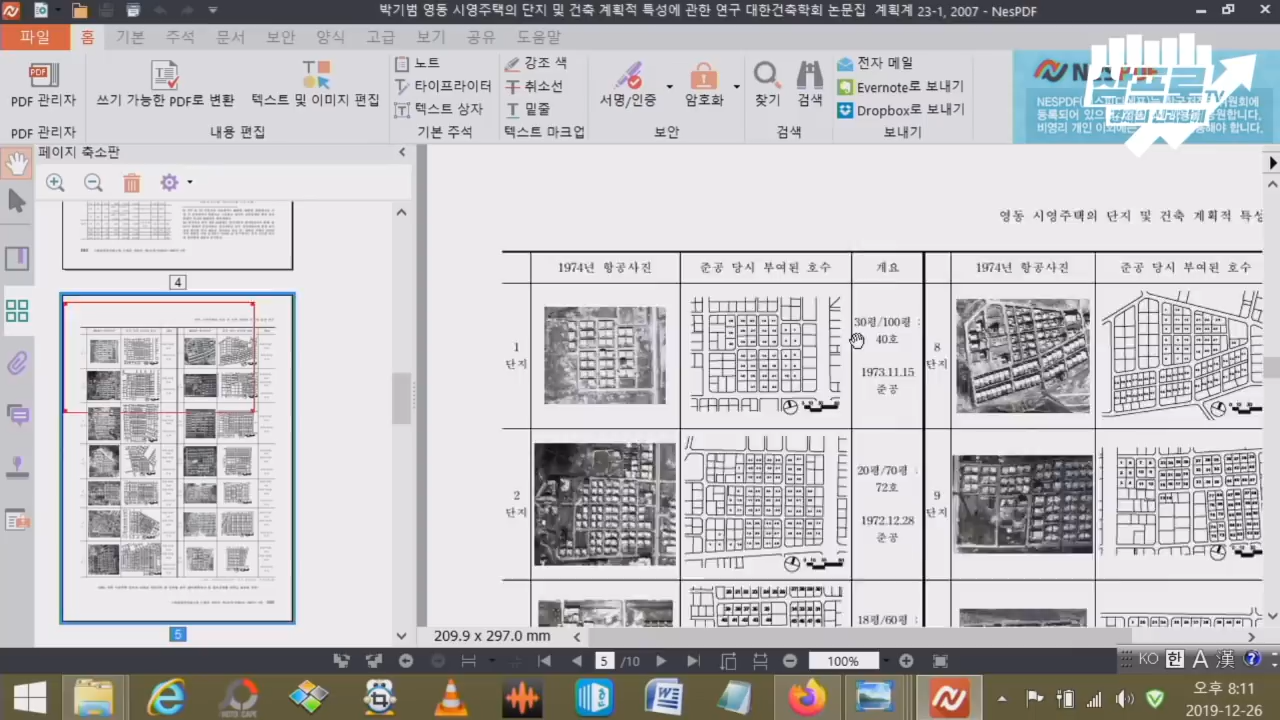 박기범 영동 시영주택의 단지 및 건축 계획적 특성에 관한 연구 대한건축학회 논문집 계획계 23-1, 2007 - NesPDF
파일 홈 기본 주석 문서 보안 양식 고급 보기 공유 도움말
PDF 관리자
쓰기 가능한 PDF로 변환
텍스트 및 이미지 편집
노트
타이프라이터
텍스트 상자
강조 색
취소선
밑줄
서명/인증
암호화
찾기
검색
전자 메일
Evernote로 보내기
Dropbox로 보내기
PDF 관리자 내용 편집 기본 주석 텍스트 마크업 보안 검색 보내기
페이지 축소판
4
5
영동 시영주택의 단지 및 건축 계획적 특성
1974년 항공사진 준공 당시 부여된 호수 개요 1974년 항공사진 준공 당시 부여된 호수
1
단지
30평/100평 :
40호
1973.11.15
준공
8
단지
2
단지
20평/70평 :
72호
1972.12.28
준공
9
단지
18평/60평 :
209.9 x 297.0 mm
5 /10
100%
KO 한 A 漢
오후 8:11
2019-12-26